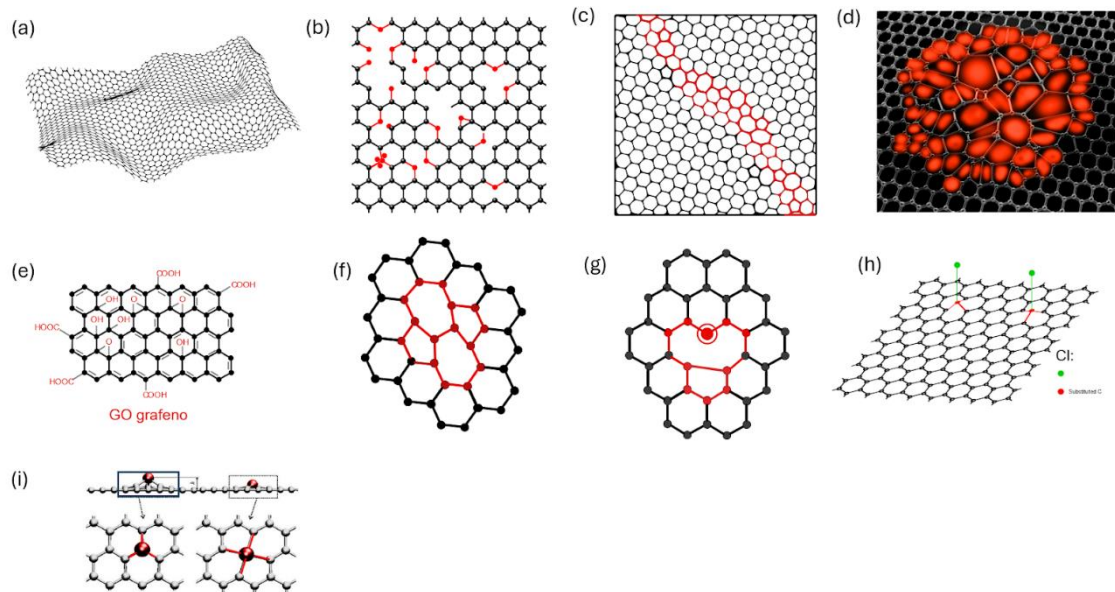 (a)
(b)
(c)
(d)
(e)
COOH
COOH
OH
O
O
HOOC
OH
OH
O
OH
HOOC
COOH
GO grafeno
(f)
(g)
(h)
Cl:
Substituted C
(i)